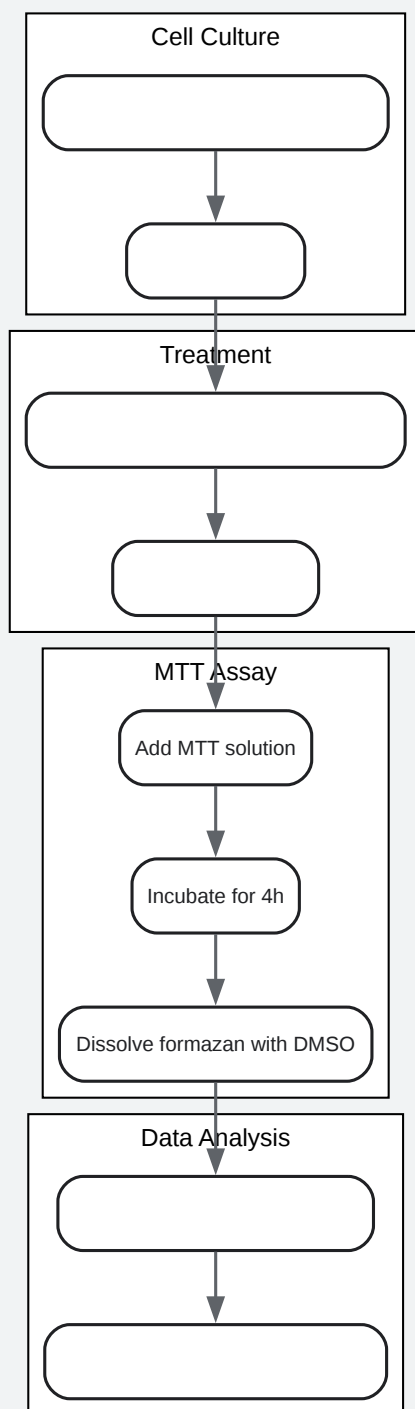 Cell Culture
Treatment
MTT Assay
Add MTT solution
Incubate for 4h
Dissolve formazan with DMSO
Data Analysis